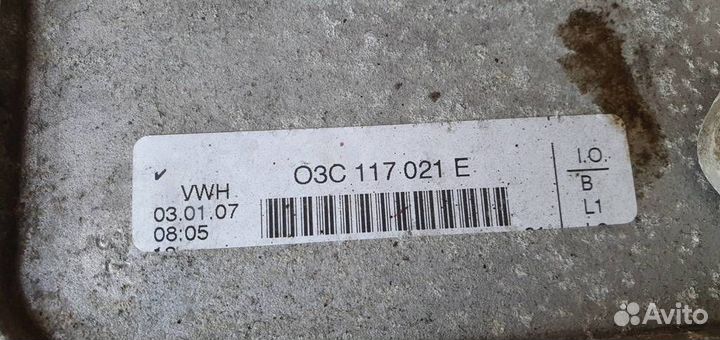 O3C 117 021 E
VWH
03.01.07
08:05
I.O.
B
L1
Avito